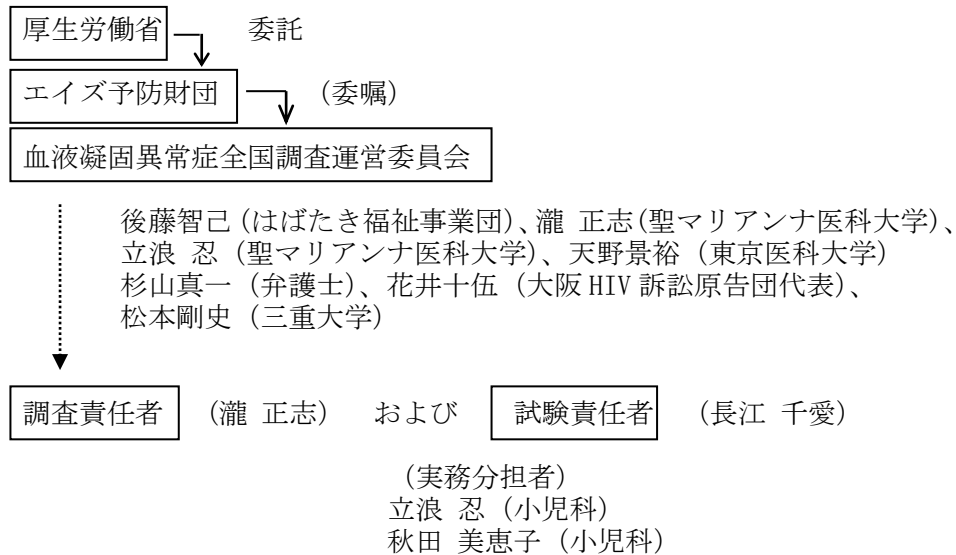 厚生労働省 委託
エイズ予防財団 (委嘱)
血液凝固異常症全国調査運営委員会
後藤智己(はばたき福祉事業団)、瀧 正志(聖マリアンナ医科大学)、
立浪 忍(聖マリアンナ医科大学)、天野景裕(東京医科大学)
杉山真一(弁護士)、花井十伍(大阪 HIV 訴訟原告団代表)、
松本剛史(三重大学)
調査責任者 (瀧 正志) および 試験責任者 (長江 千愛)
(実務分担者)
立浪 忍(小児科)
秋田 美恵子(小児科)